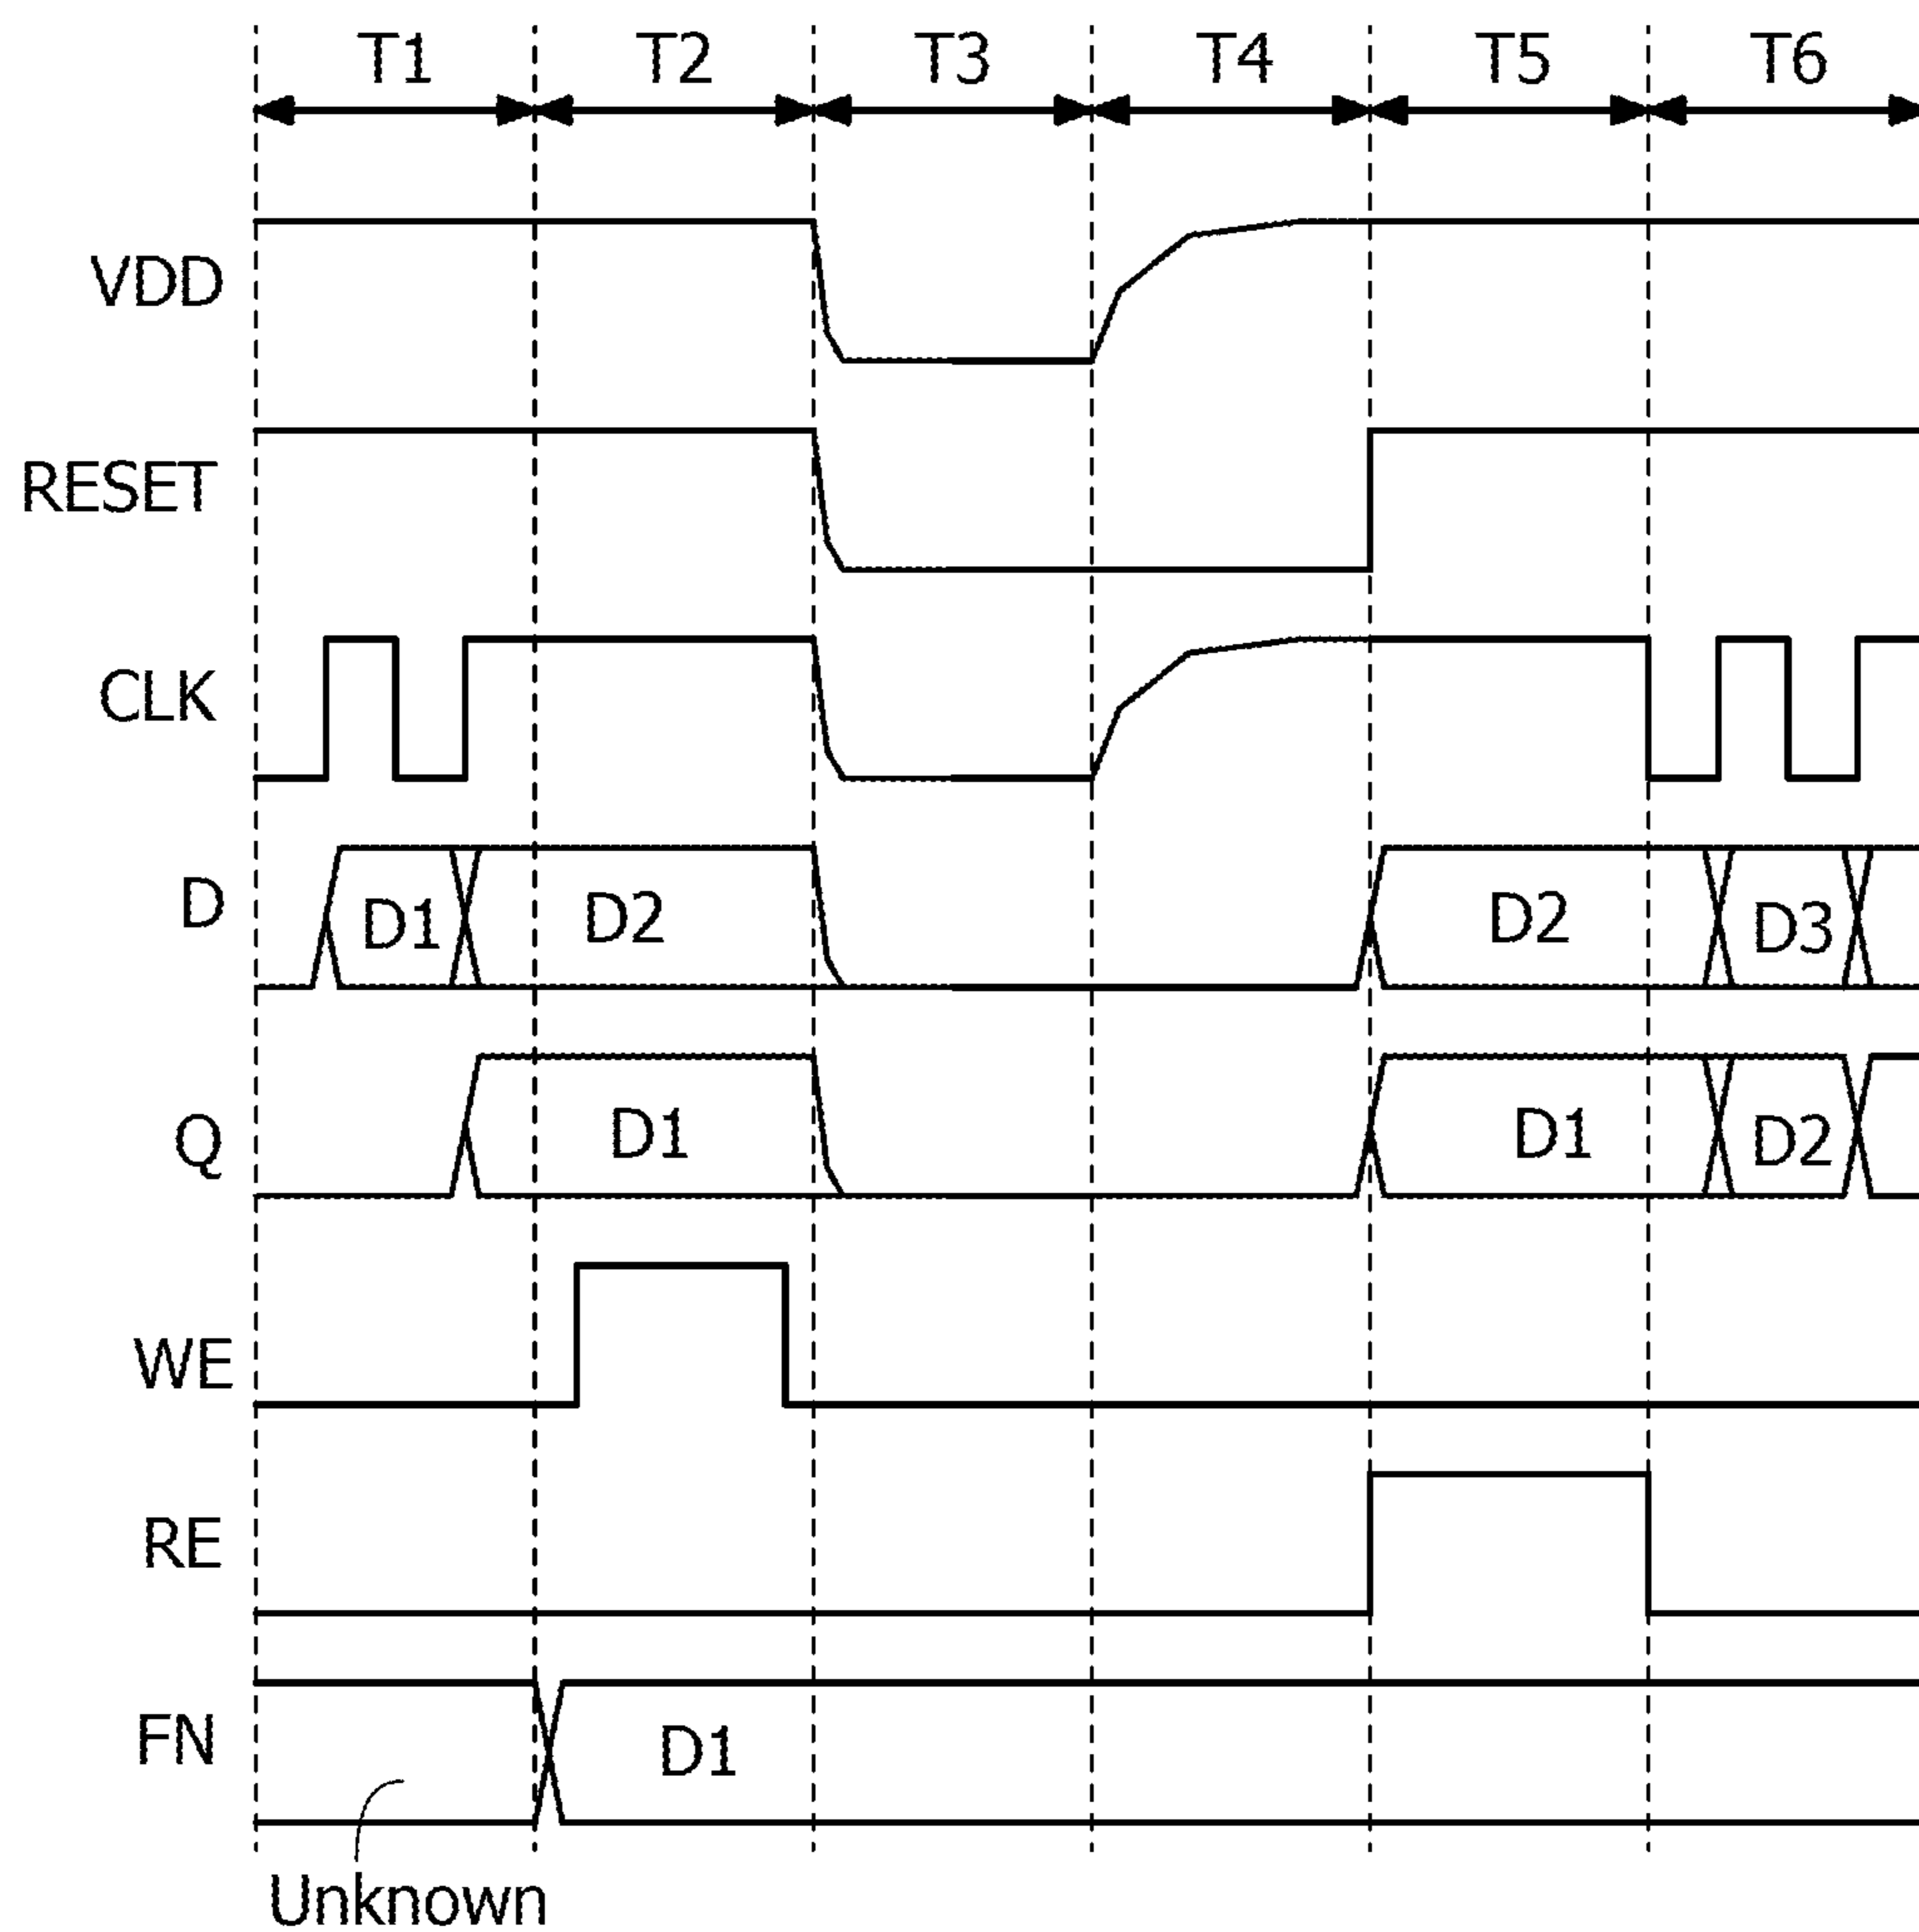 T1 T2 T3 T4 T5 T6
VDD
RESET
CLK
D D1 D2 D2 D3
Q D1 D1 D2
WE
RE
FN D1
Unknown